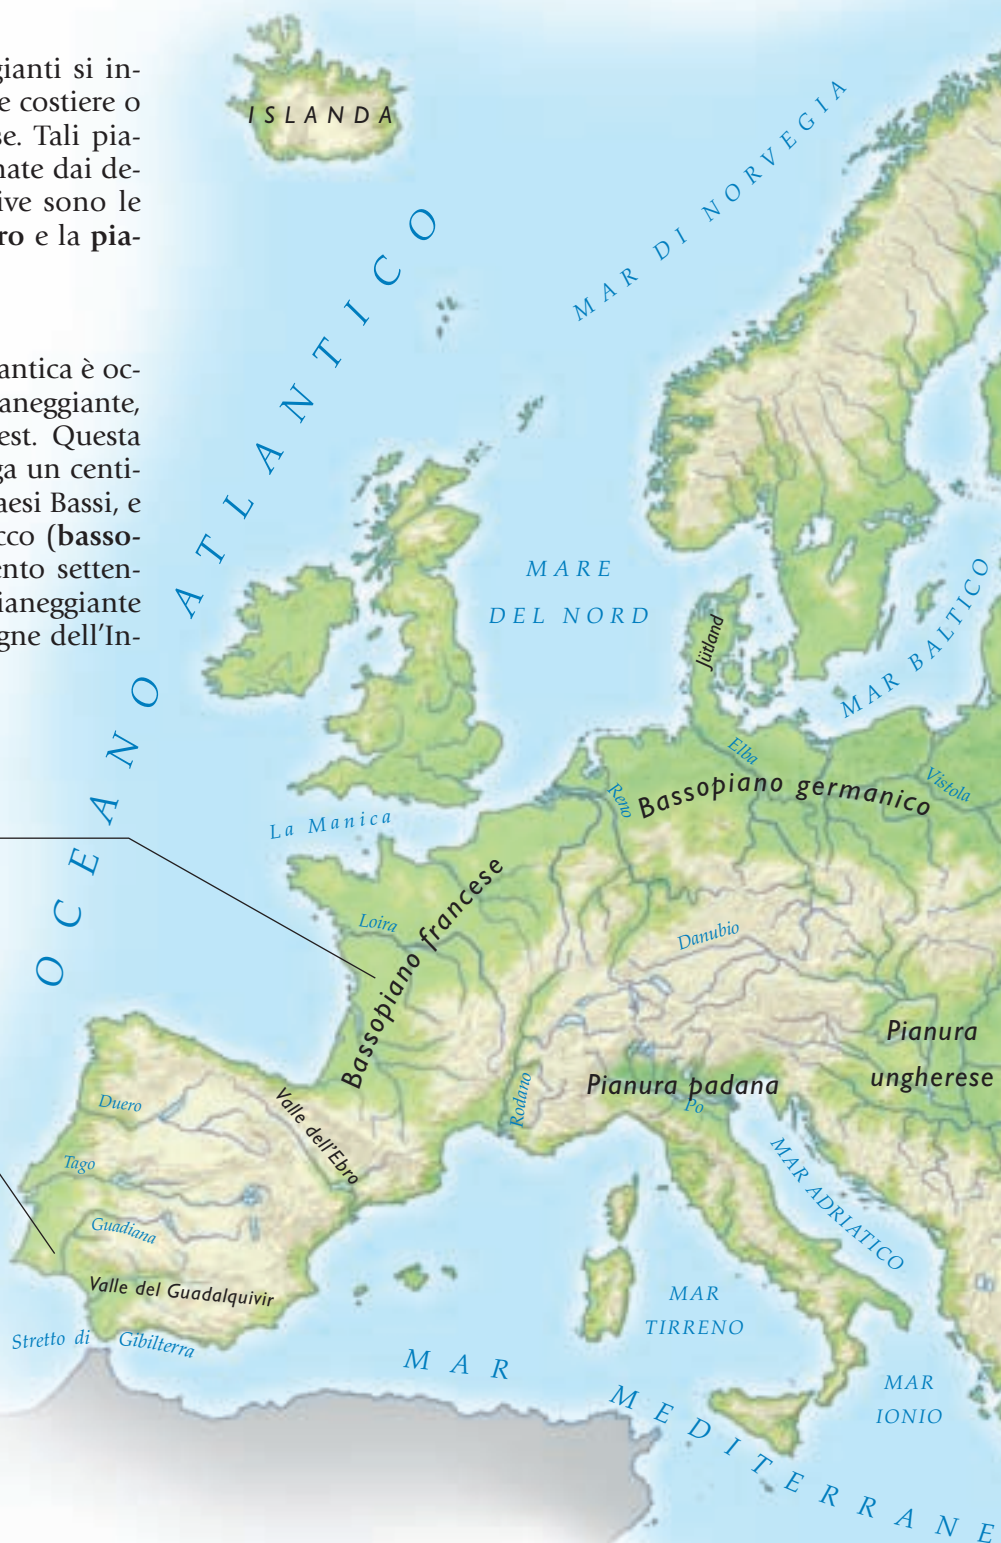 gianti si in-
e costiere o
se. Tali pia-
nate dai de-
ive sono le
ro e la pia-
antica è oc-
aneggiante,
est. Questa
ga un centi-
aesi Bassi, e
cco (basso-
ento setten-
ianeggiante
gne dell'In-
ISLANDA
MAR DI NORVEGIA
OCEANO ATLANTICO
MARE
DEL NORD
Jütland
MAR BALTICO
Elba
Vistola
Reno
Bassopiano germanico
La Manica
Loira
Bassopiano francese
Danubio
Pianura
ungherese
Pianura padana
Po
Rodano
Valle dell'Ebro
Duero
Tago
Guadiana
Valle del Guadalquivir
Stretto di Gibilterra
MAR ADRIATICO
MAR
TIRRENO
MAR
IONIO
MAR MEDITERRANE